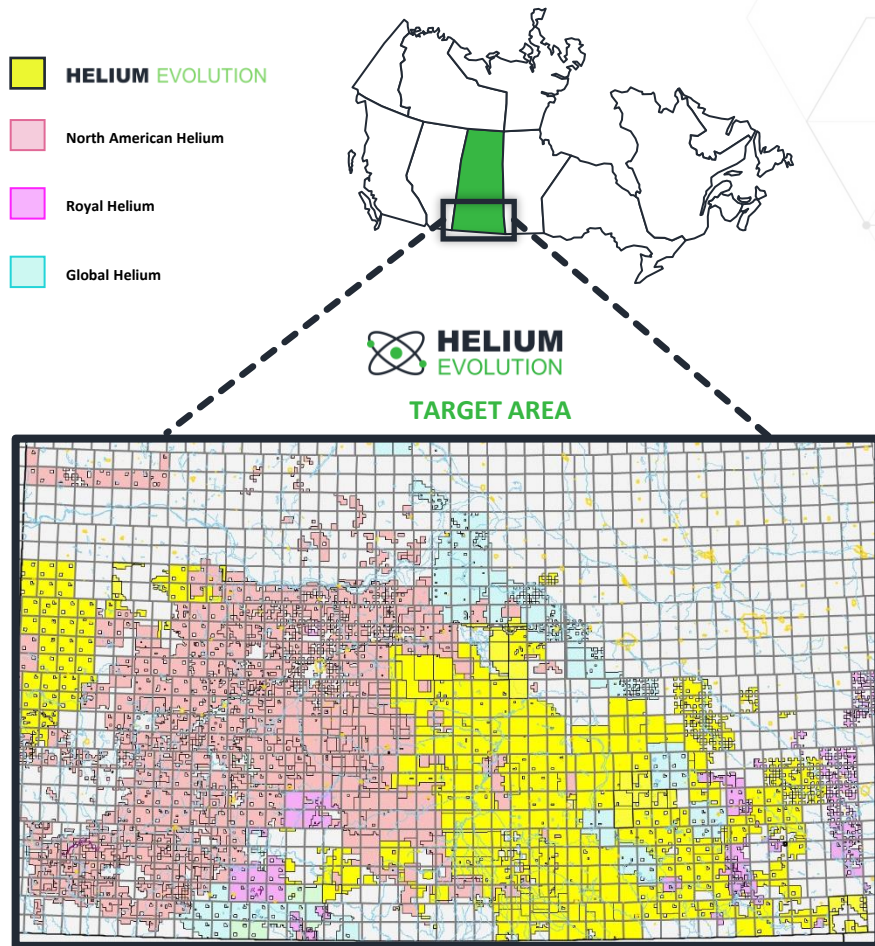 HELIUM EVOLUTION
North American Helium
Royal Helium
Global Helium
HELIUM
EVOLUTION
TARGET AREA